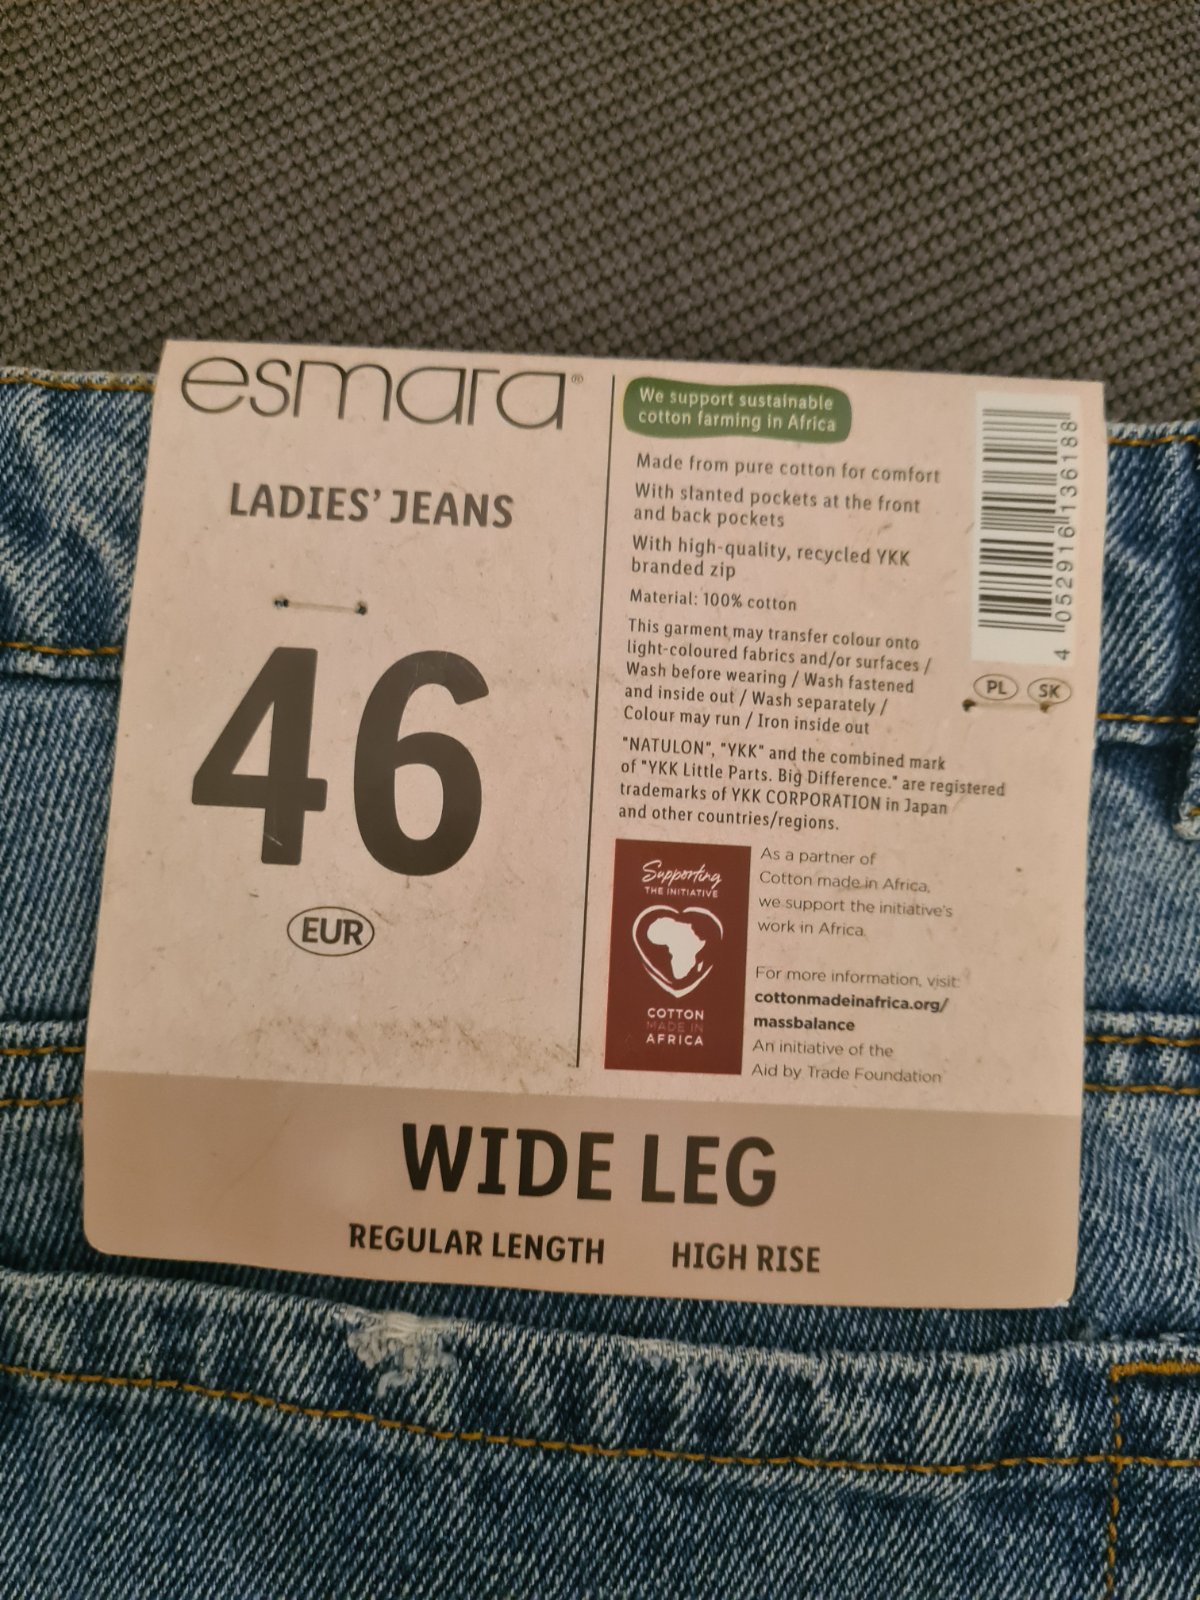 esmara®
LADIES' JEANS
46
EUR
We support sustainable
cotton farming in Africa
Made from pure cotton for comfort
With slanted pockets at the front
and back pockets
With high-quality, recycled YKK
branded zip
Material: 100% cotton
This garment may transfer colour onto
light-coloured fabrics and/or surfaces /
Wash before wearing / Wash fastened
and inside out / Wash separately /
Colour may run / Iron inside out
"NATULON", "YKK" and the combined mark
of "YKK Little Parts. Big Difference." are registered
trademarks of YKK CORPORATION in Japan
and other countries/regions.
4 052916 136188
PL SK
Supporting
THE INITIATIVE
COTTON
MADE IN
AFRICA
As a partner of
Cotton made in Africa,
we support the initiative's
work in Africa.
For more information, visit:
cottonmadeinafrica.org/
massbalance
An initiative of the
Aid by Trade Foundation
WIDE LEG
REGULAR LENGTH HIGH RISE